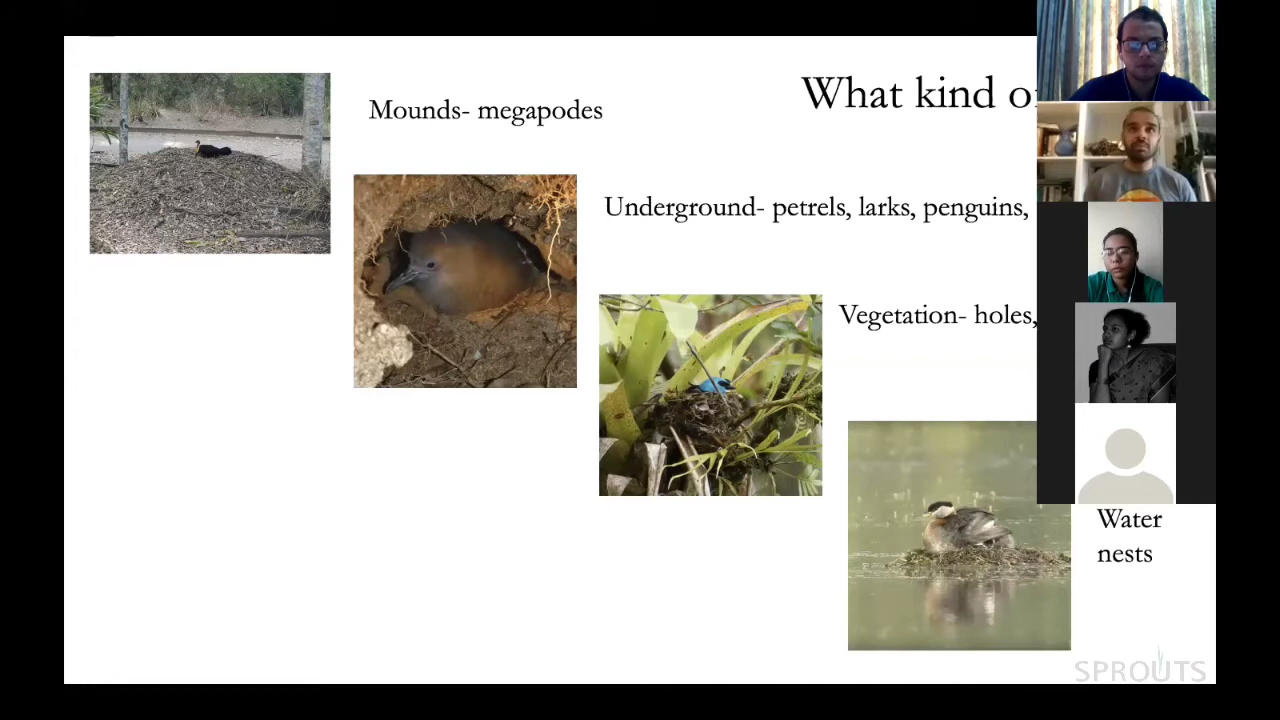 What kind
Mounds- megapodes
Underground- petrels, larks, penguins,
Vegetation- holes,
Water
nests
SPROUTS